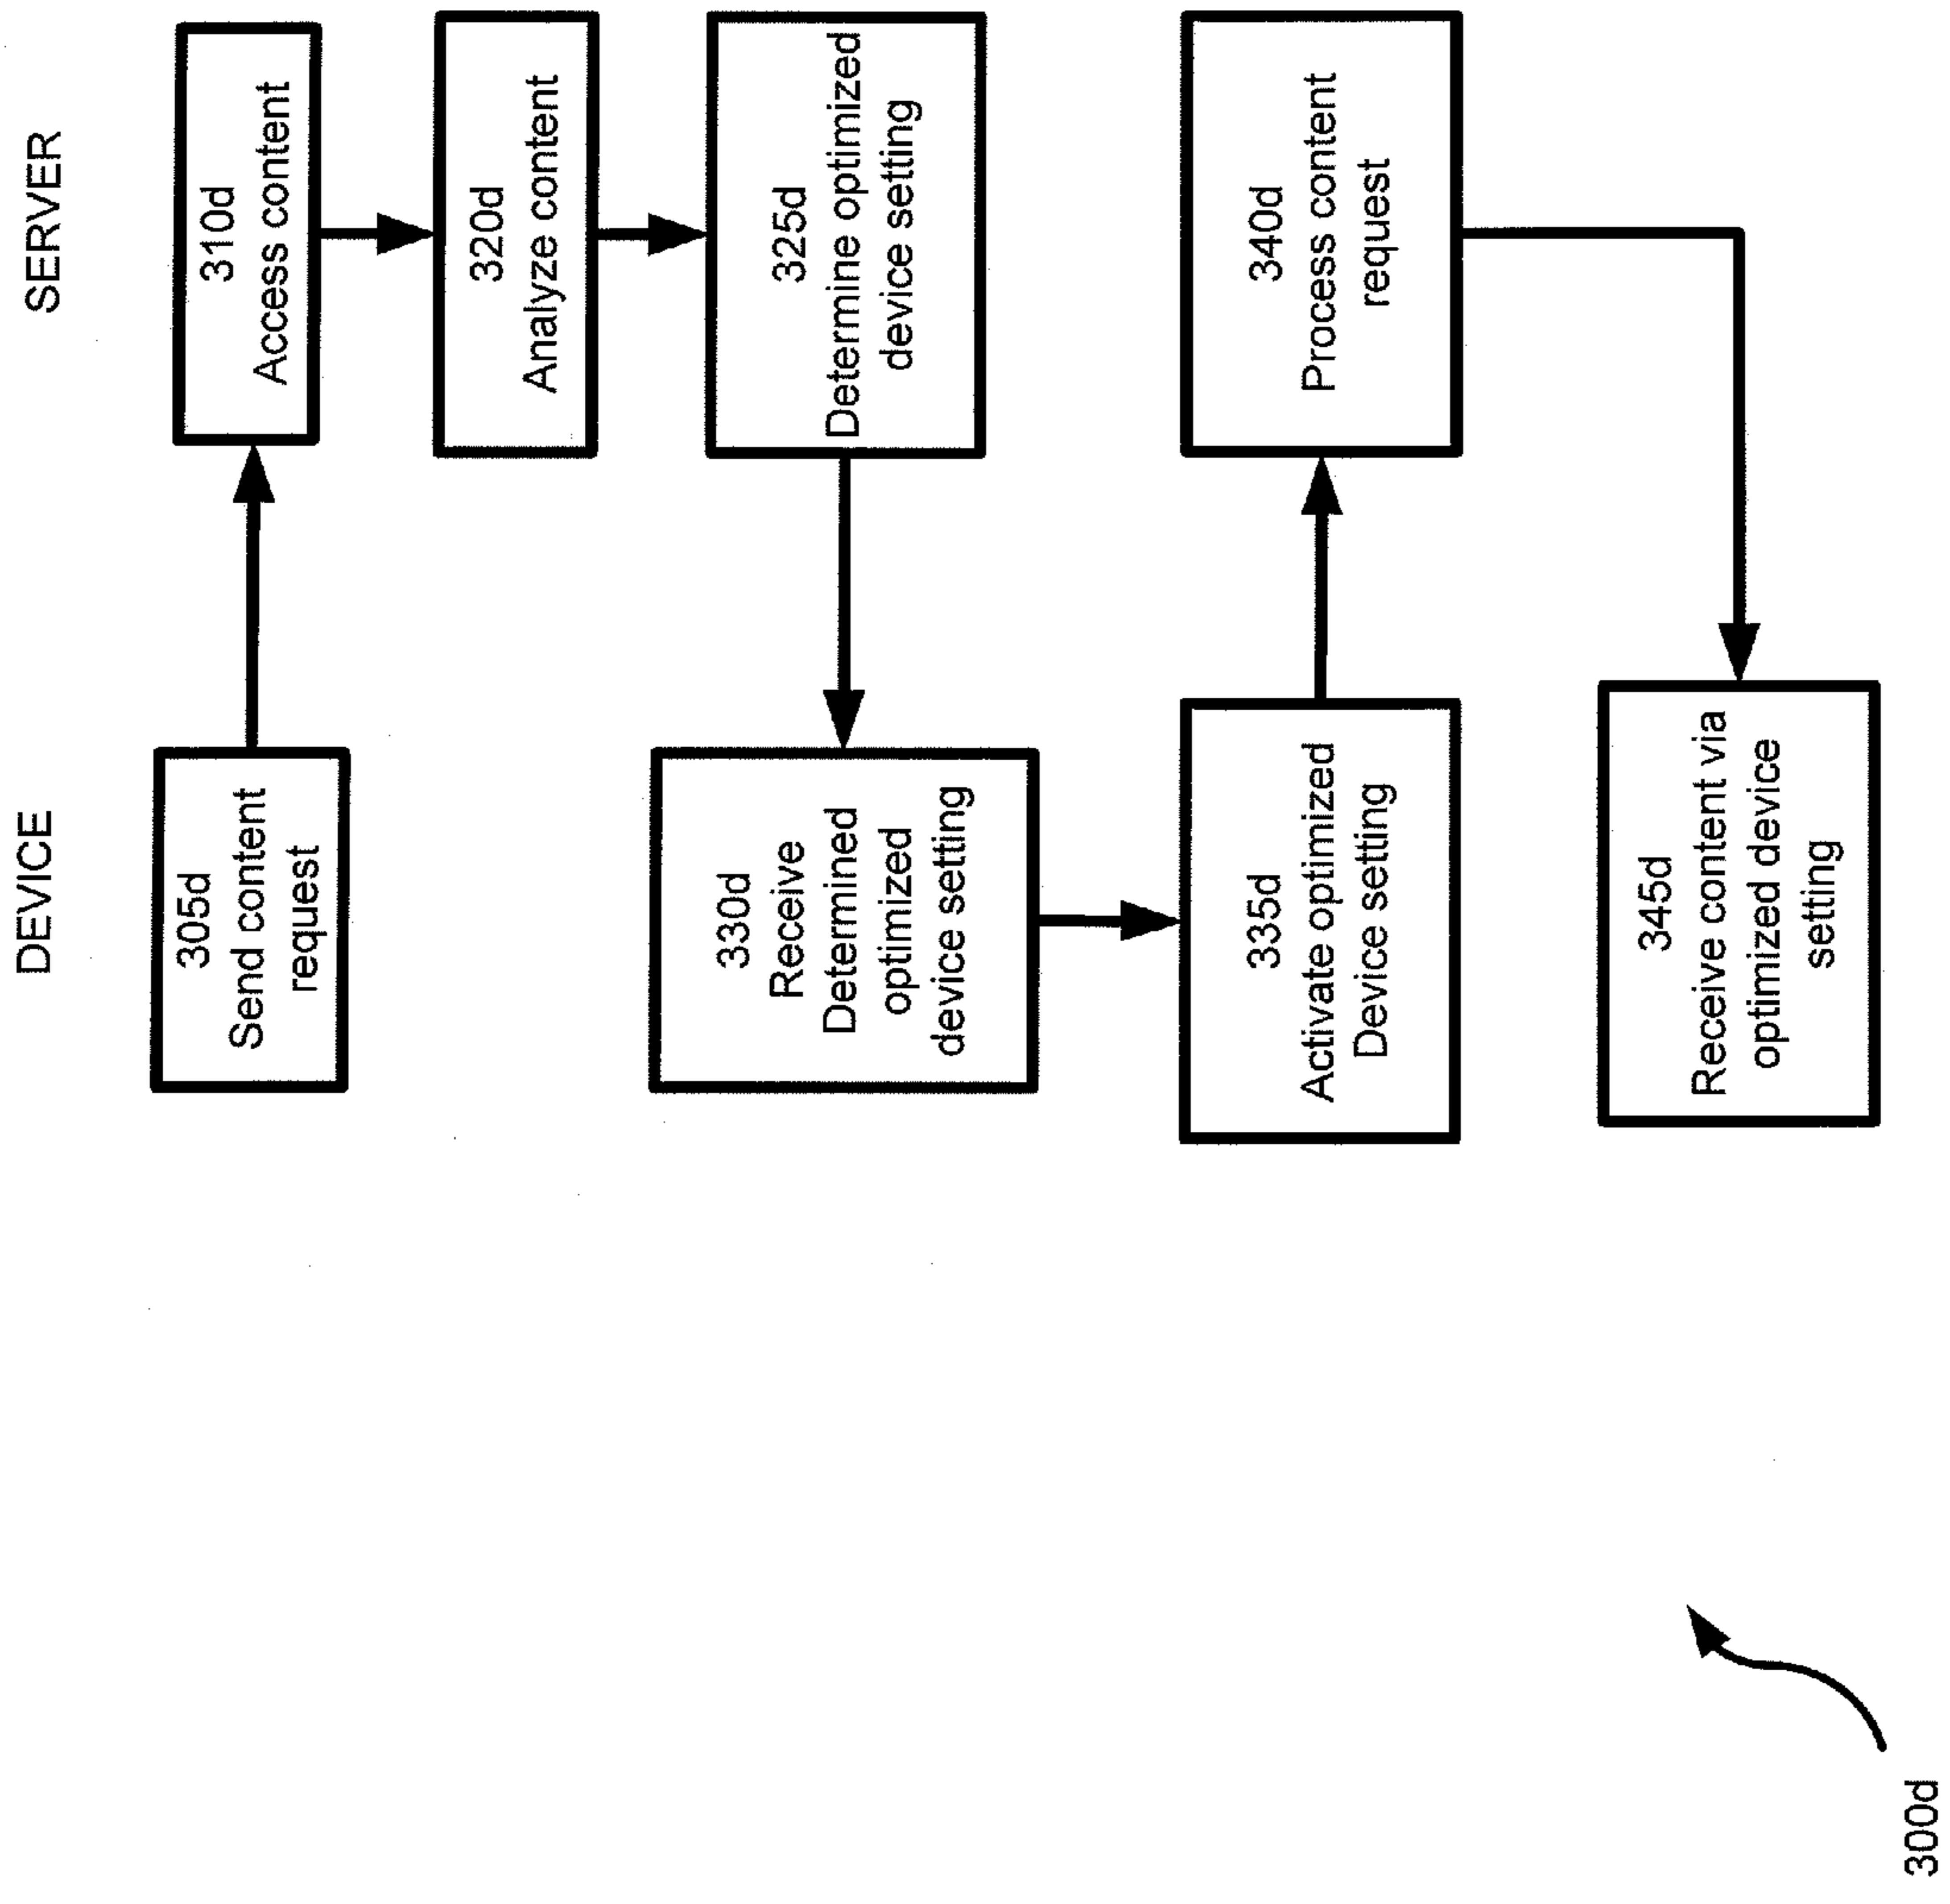 DEVICE
SERVER
305d
Send content
request
310d
Access content
320d
Analyze content
325d
Determine optimized
device setting
330d
Receive
Determined
optimized
device setting
335d
Activate optimized
Device setting
340d
Process content
request
345d
Receive content via
optimized device
setting
300d